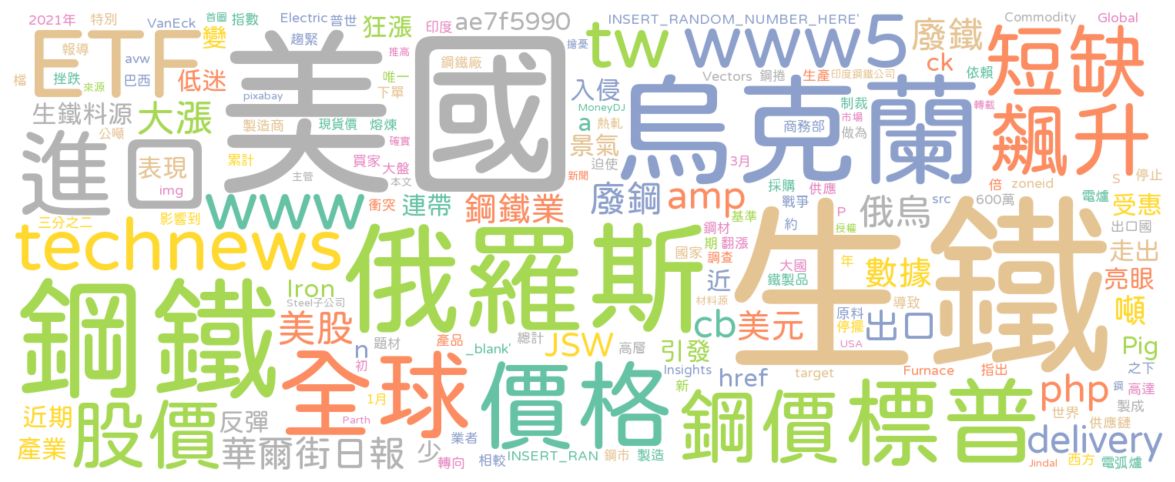 2021年 特別 首圖 VanEck 指數 Electric 普世 狂漲 印度 ae7f5990 INSERT_RANDOM_NUMBER_HERE' 擔憂 廢鐵 Commodity Global
ETF 報導 變 avw 趨緊 推高 tw www5 ck 依賴
檔 挫跌 來源 巴西 低迷 pixabay 鋼鐵廠 唯一 下單 入侵 MoneyDJ Vectors 鋼捲 生產 印度鋼鐵公司 短缺
生鐵料源 公噸 大漲 製造商 現貨價 熔煉 確實 a 熱軋 商務部 制裁 市場 做為 轉載 飆升
美國 烏克蘭
進口 表現 累計 主管 買家 大盤 本文 景氣 新聞 迫使 3月
img 衝突 連帶 鋼鐵業 廢鋼 amp 採購 供應 倍 zoneid S 停止
三分之二 影響到 www 戰爭 約 P 授權 俄烏 src 600萬 電爐 出口國 受惠
technews 俄羅斯 鋼材 期 翻漲 調查 基準 國家 生鐵 走出
近 大國 鐵製品 年 數據 導致 亮眼
鋼鐵 Iron Steel子公司 材料源 原料 停擺 噸
美股 cb 美元 USA 出口
n 題材 初 產品 總計 _blank' JSW 高層 引發 Insights 新 href target Furnace 指出 Pig 之下
全球 價格 鋼價 標普 php 鋼 高達 製成
近期 股價 反彈 1月 Parth 世界 供應鏈
產業 華爾街日報 少 業者 轉向 相較 INSERT_RAN 鋼市 製造 delivery Jindal 西方 電弧爐